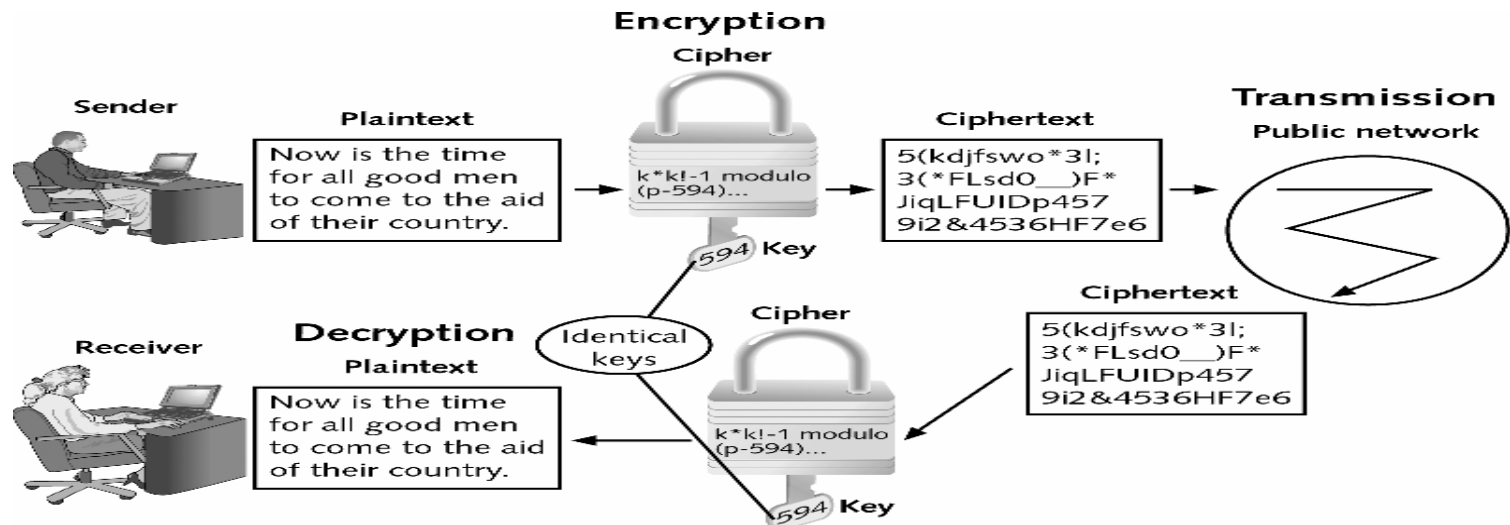 Encryption
Cipher
Sender
Plaintext
Now is the time
for all good men
to come to the aid
of their country.
k*k!-1 modulo
(p-594)...
594 Key
Ciphertext
5(kdjfswo*3l;
3(*FLsd0__)F*
JiqLFUIDp457
9i2&4536HF7e6
Transmission
Public network
Ciphertext
5(kdjfswo*3l;
3(*FLsd0__)F*
JiqLFUIDp457
9i2&4536HF7e6
Cipher
k*k!-1 modulo
(p-594)...
594 Key
Identical
keys
Decryption
Plaintext
Now is the time
for all good men
to come to the aid
of their country.
Receiver